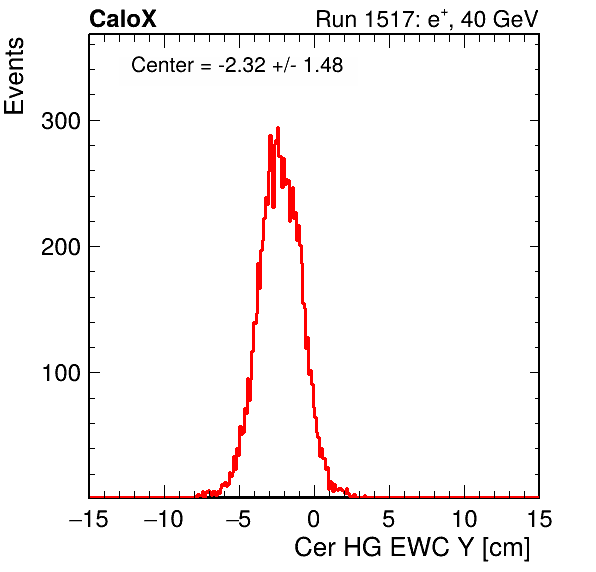 CaloX Run 1517: e⁺, 40 GeV
Center = -2.32 +/- 1.48
Events
300
200
100
−15 −10 −5 0 5 10 15
Cer HG EWC Y [cm]